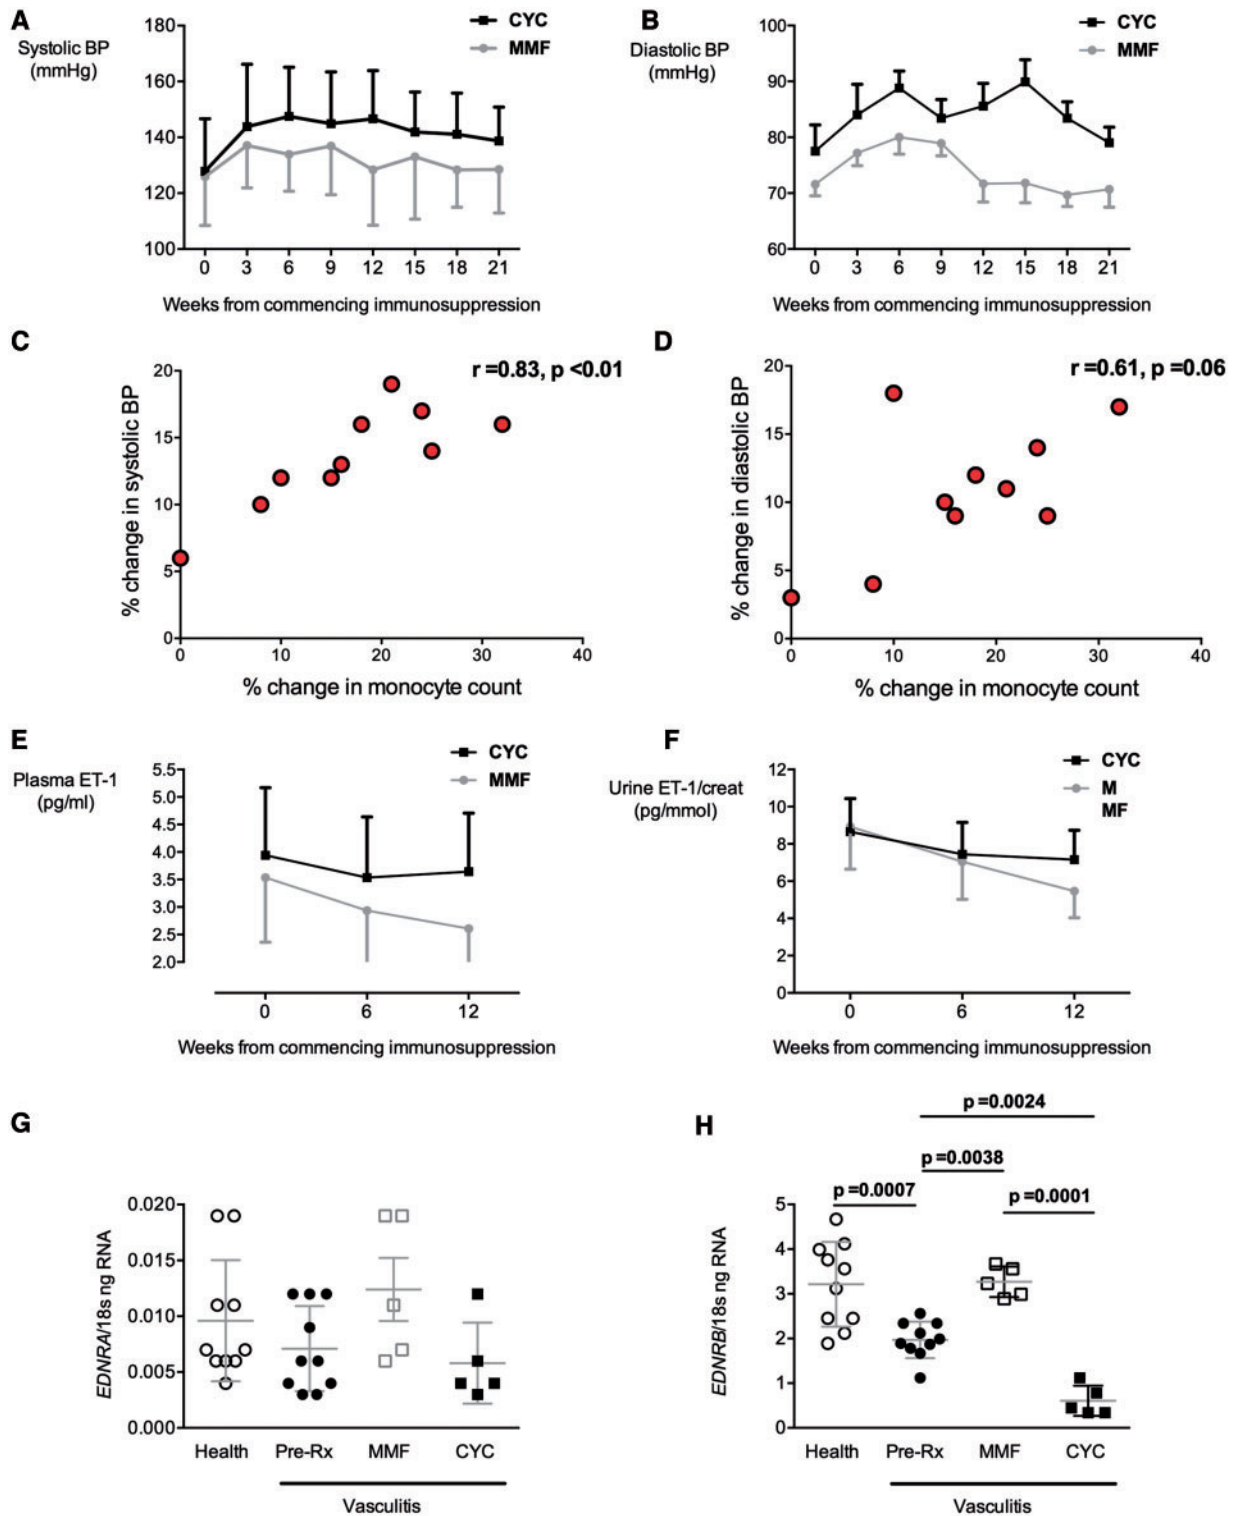 A
Systolic BP
(mmHg)
180
160
140
120
100
CYC
MMF
0 3 6 9 12 15 18 21
Weeks from commencing immunosuppression
B
Diastolic BP
(mmHg)
100
90
80
70
60
CYC
MMF
0 3 6 9 12 15 18 21
Weeks from commencing immunosuppression
C
% change in systolic BP
20
15
10
5
0
r =0.83, p <0.01
0 10 20 30 40
% change in monocyte count
D
% change in diastolic BP
20
15
10
5
0
r =0.61, p =0.06
0 10 20 30 40
% change in monocyte count
E
Plasma ET-1
(pg/ml)
5.5
5.0
4.5
4.0
3.5
3.0
2.5
2.0
CYC
MMF
0 6 12
Weeks from commencing immunosuppression
F
Urine ET-1/creat
(pg/mmol)
12
10
8
6
4
2
0
CYC
M
MF
0 6 12
Weeks from commencing immunosuppression
G
EDNRA/18s ng RNA
0.020
0.015
0.010
0.005
0.000
Health Pre-Rx MMF CYC
Vasculitis
H
p =0.0024
p =0.0038
p =0.0007
p =0.0001
EDNRB/18s ng RNA
5
4
3
2
1
0
Health Pre-Rx MMF CYC
Vasculitis